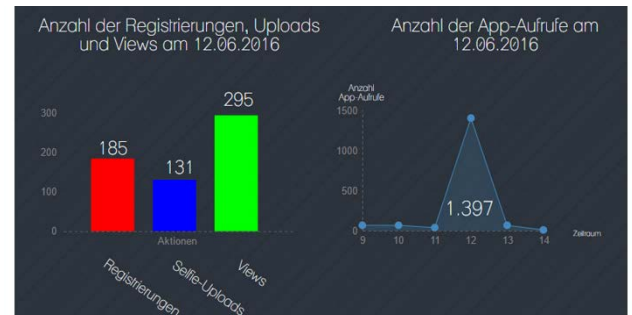 Anzahl der Registrierungen, Uploads
und Views am 12.06.2016
300
200
100
0
185
131
295
Aktionen
Registrierungen
Selfie-Uploads
Views
Anzahl der App-Aufrufe am
12.06.2016
Anzahl
App-Aufrufe
1500
1000
500
0
1.397
9 10 11 12 13 14
Zeitraum